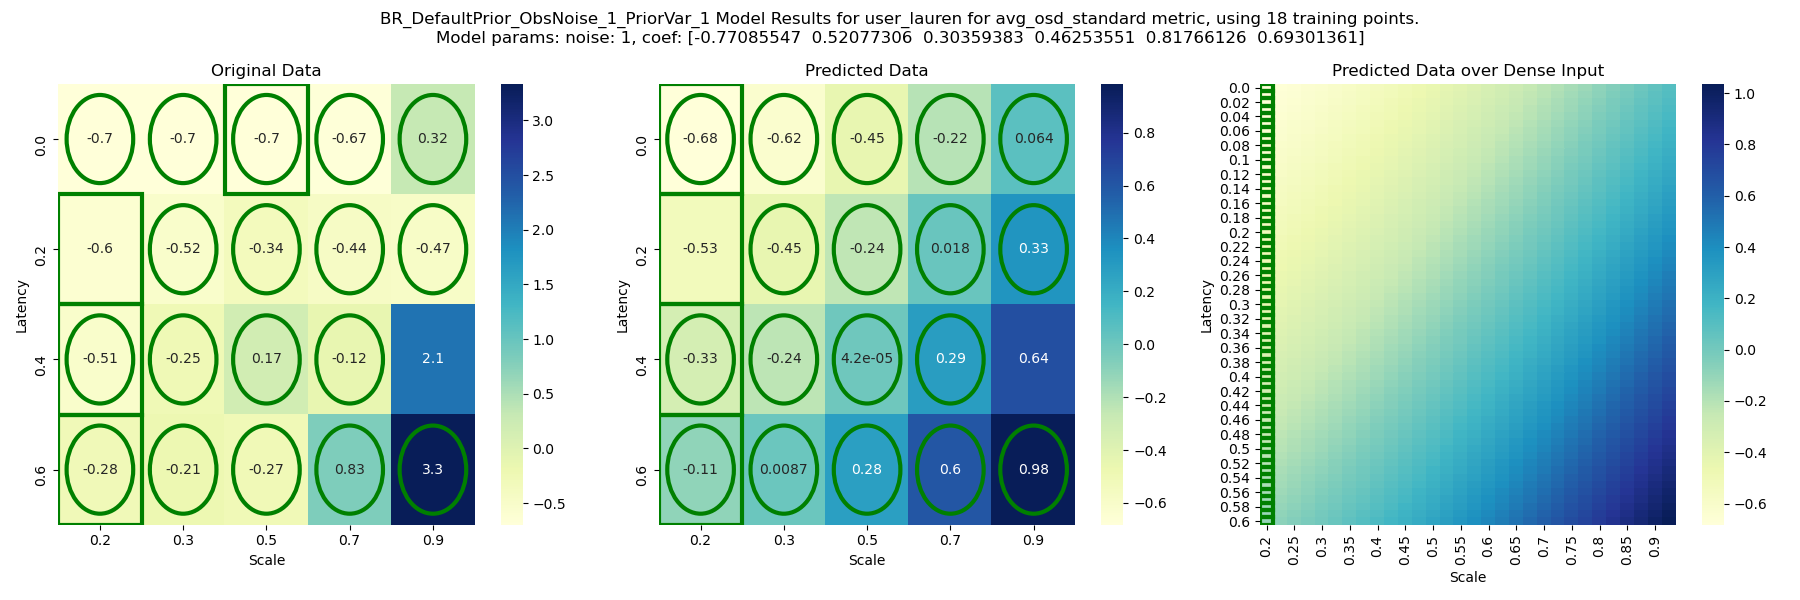 BR_DefaultPrior_ObsNoise_1_PriorVar_1 Model Results for user_lauren for avg_osd_standard metric, using 18 training points.
Model params: noise: 1, coef: [-0.77085547  0.52077306  0.30359383  0.46253551  0.81766126  0.69301361]
Original Data
-0.7 -0.7 -0.7 -0.67 0.32
-0.6 -0.52 -0.34 -0.44 -0.47
-0.51 -0.25 0.17 -0.12 2.1
-0.28 -0.21 -0.27 0.83 3.3
0.0
0.2
0.4
0.6
Latency
0.2 0.3 0.5 0.7 0.9
Scale
3.0
2.5
2.0
1.5
1.0
0.5
0.0
−0.5
Predicted Data
-0.68 -0.62 -0.45 -0.22 0.064
-0.53 -0.45 -0.24 0.018 0.33
-0.33 -0.24 4.2e-05 0.29 0.64
-0.11 0.0087 0.28 0.6 0.98
0.0
0.2
0.4
0.6
Latency
0.2 0.3 0.5 0.7 0.9
Scale
0.8
0.6
0.4
0.2
0.0
−0.2
−0.4
−0.6
Predicted Data over Dense Input
0.0
0.02
0.04
0.06
0.08
0.1
0.12
0.14
0.16
0.18
0.2
0.22
0.24
0.26
0.28
0.3
0.32
0.34
0.36
0.38
0.4
0.42
0.44
0.46
0.48
0.5
0.52
0.54
0.56
0.58
0.6
Latency
0.2 0.25 0.3 0.35 0.4 0.45 0.5 0.55 0.6 0.65 0.7 0.75 0.8 0.85 0.9
Scale
1.0
0.8
0.6
0.4
0.2
0.0
−0.2
−0.4
−0.6